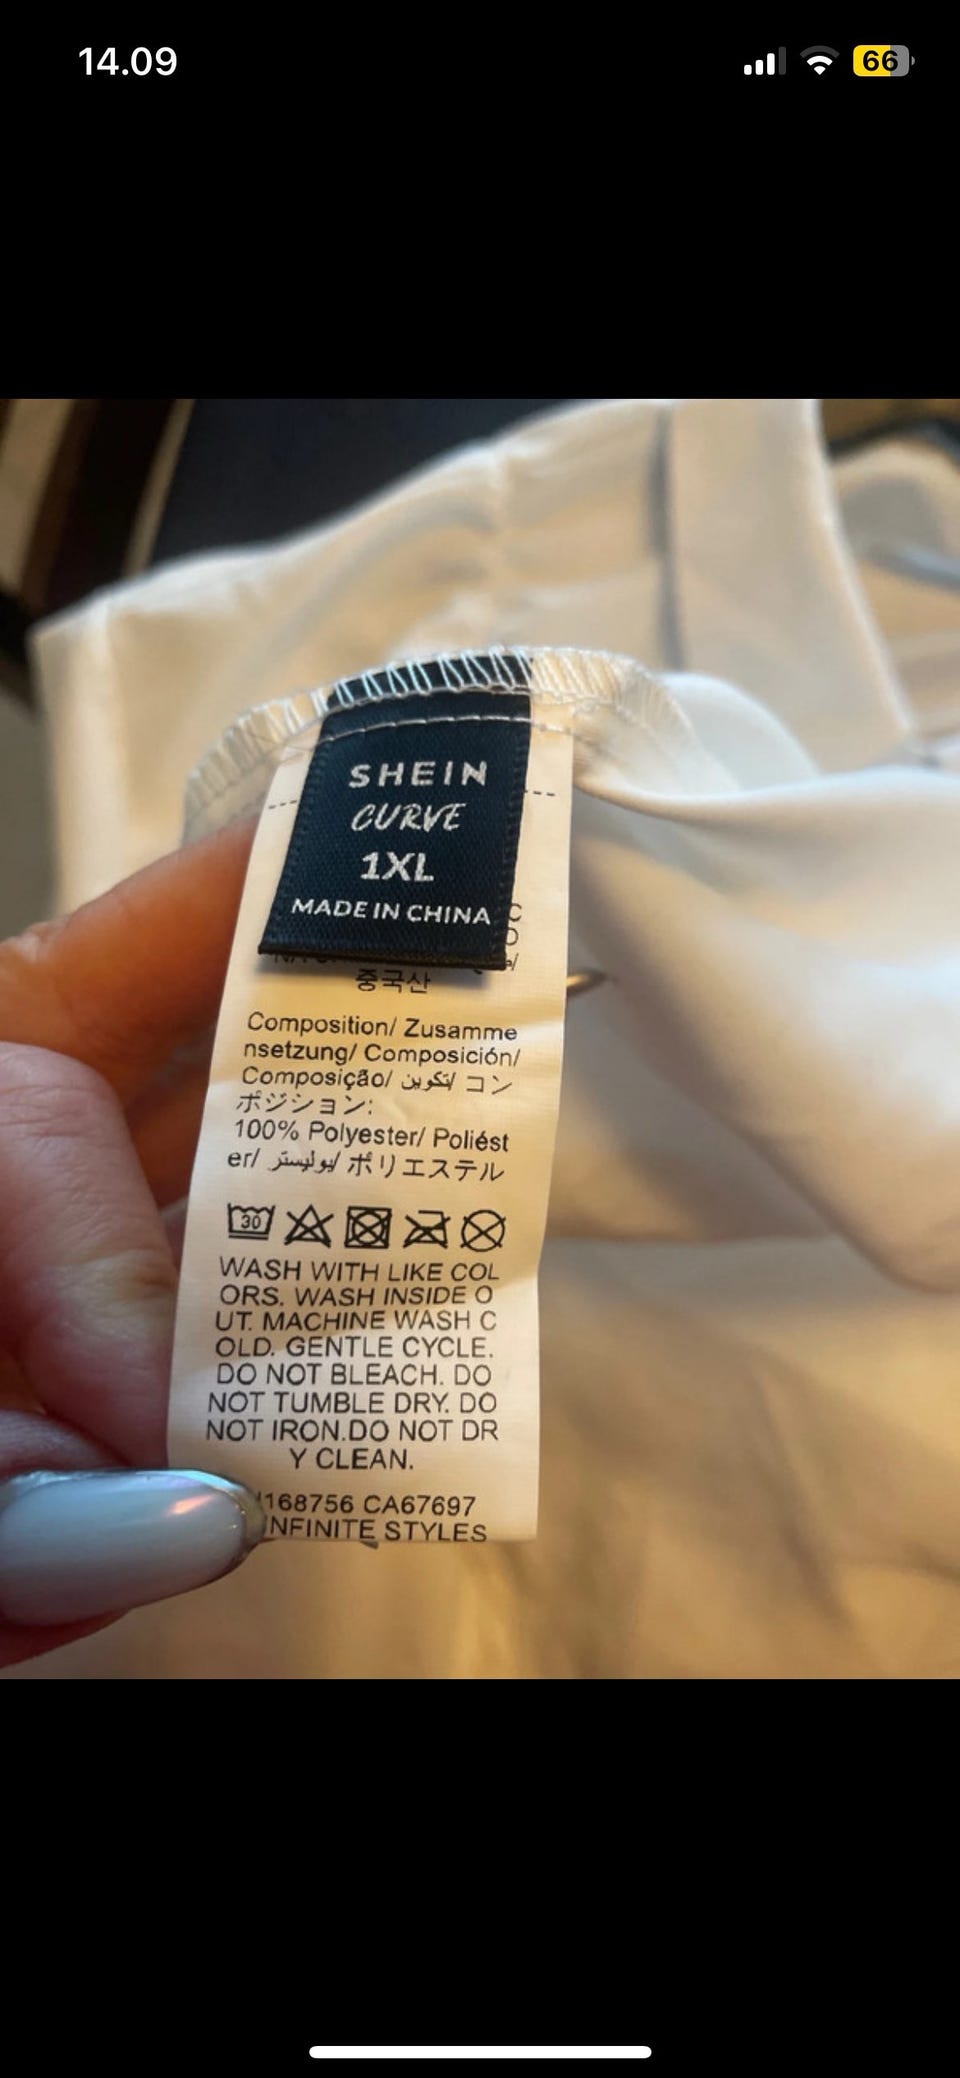 14.09
66
SHEIN
CURVE
1XL
MADE IN CHINA
중국산
Composition/ Zusamme
nsetzung/ Composición/
Composição/ تكوين/ コン
ポジション:
100% Polyester/ Poliést
er/ بوليستر/ ポリエステル
30
WASH WITH LIKE COL
ORS. WASH INSIDE O
UT. MACHINE WASH C
OLD. GENTLE CYCLE.
DO NOT BLEACH. DO
NOT TUMBLE DRY. DO
NOT IRON.DO NOT DR
Y CLEAN.
168756 CA67697
INFINITE STYLES